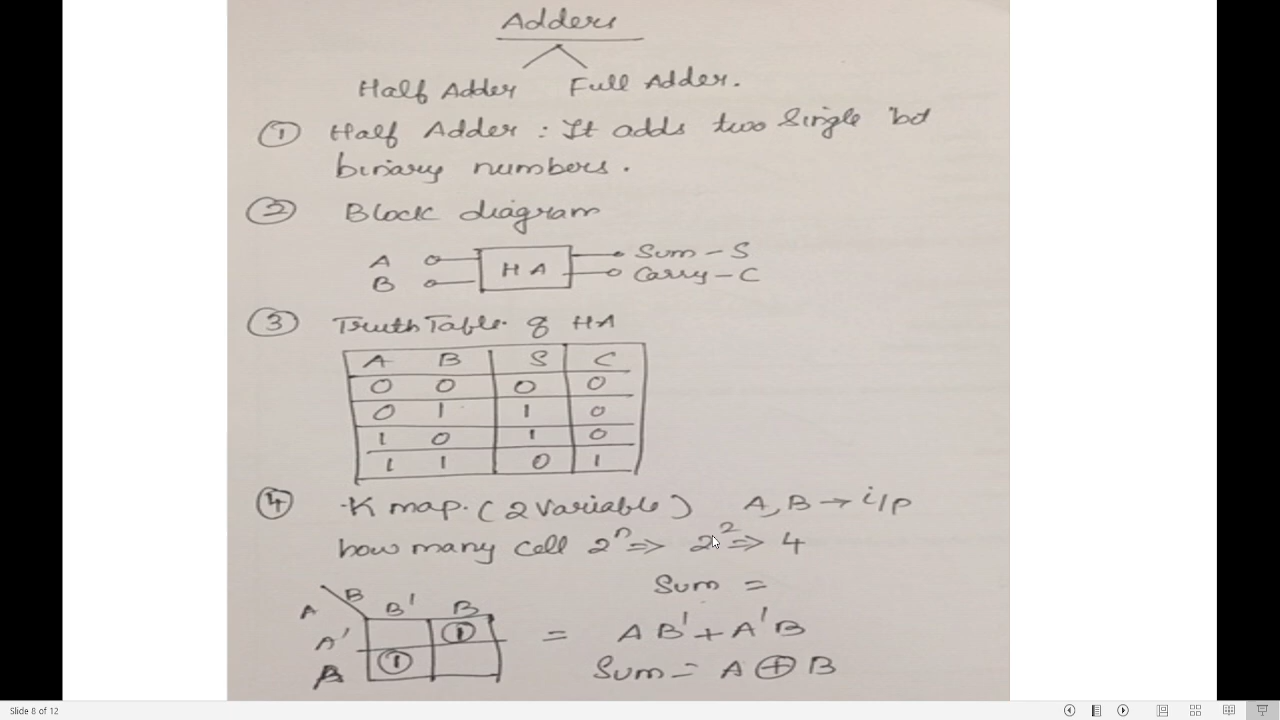 Adders
Half Adder Full Adder.
1 Half Adder : It adds two single bit
binary numbers.
2 Block diagram
A HA Sum - S
B Carry - C
3 Truth Table of HA
A B S C
0 0 0 0
0 1 1 0
1 0 1 0
1 1 0 1
4 K map. (2 variable) A, B → i/p
how many cell 2ⁿ ⇒ 2² ⇒ 4
Sum =
A B B' B
A' 1 = AB' + A'B
A 1 Sum = A ⊕ B
Slide 8 of 12